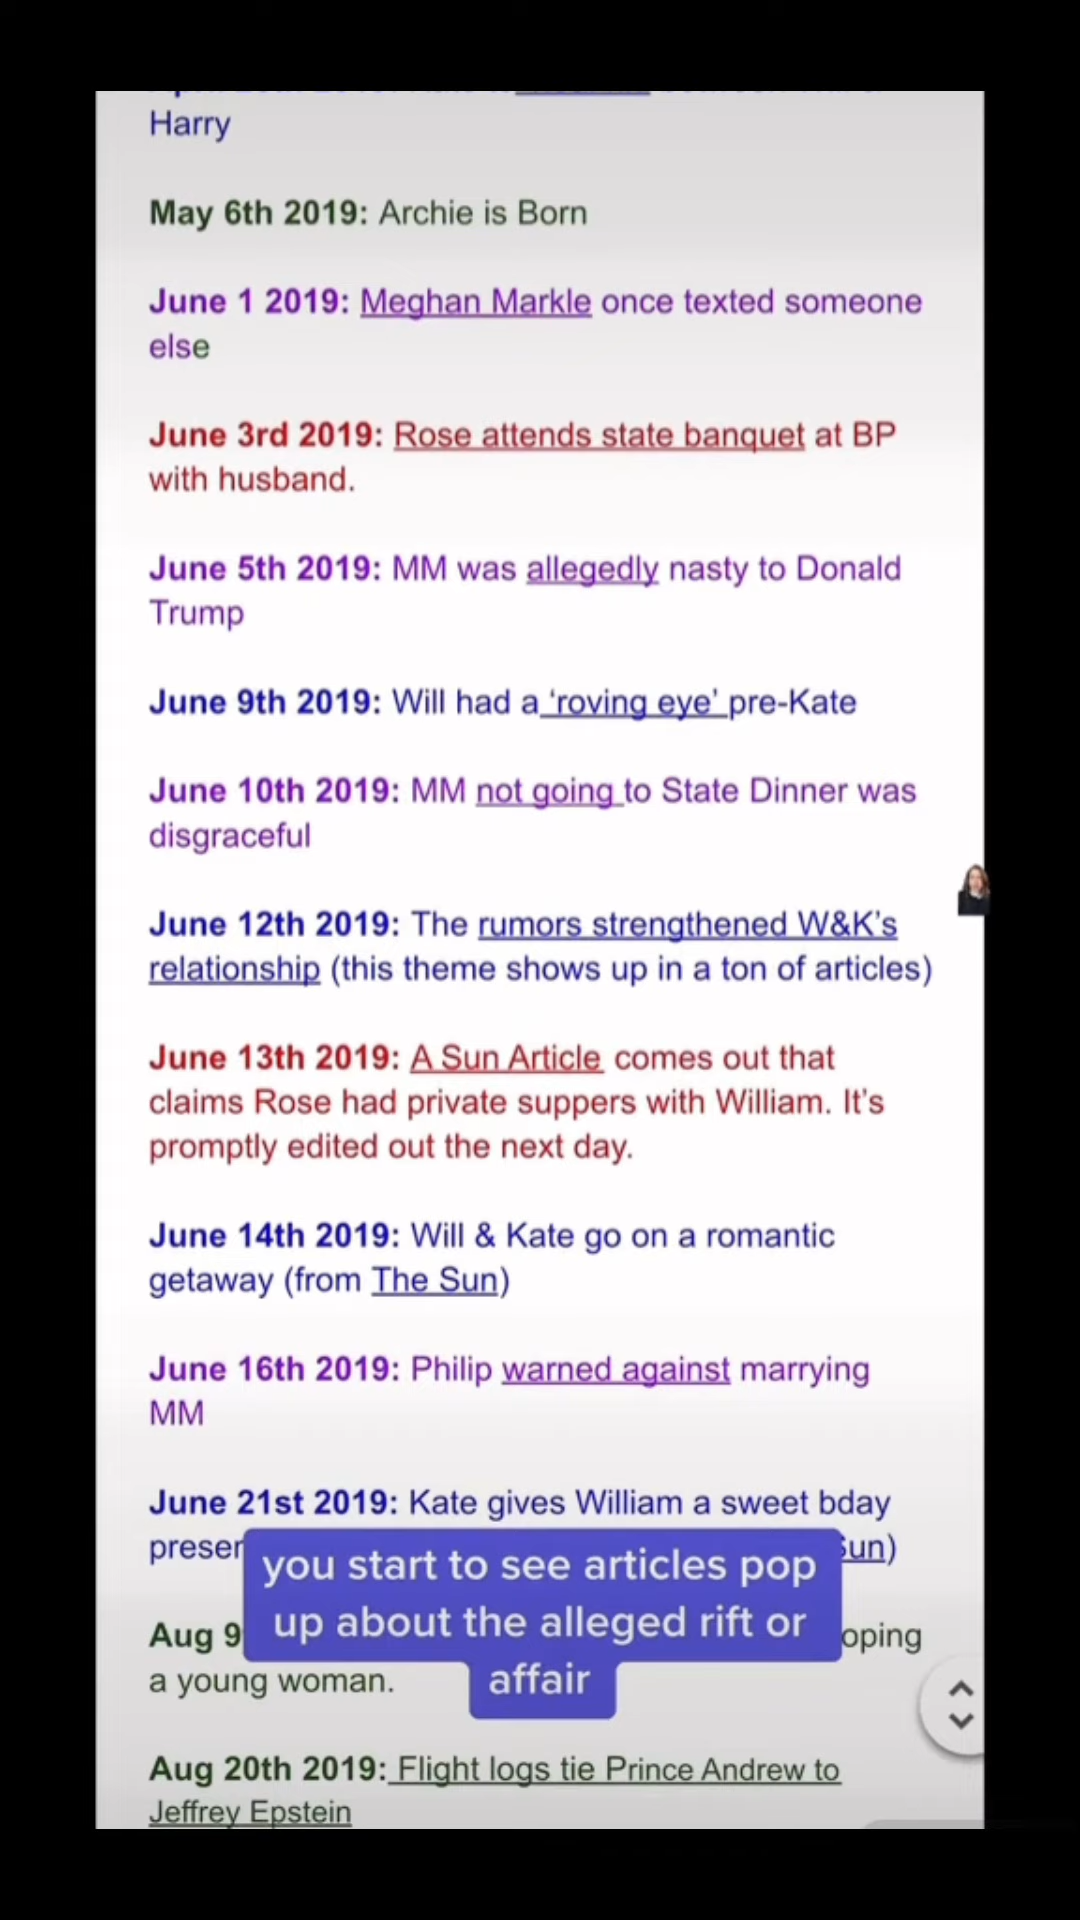 Harry
May 6th 2019: Archie is Born
June 1 2019: Meghan Markle once texted someone
else
June 3rd 2019: Rose attends state banquet at BP
with husband.
June 5th 2019: MM was allegedly nasty to Donald
Trump
June 9th 2019: Will had a 'roving eye' pre-Kate
June 10th 2019: MM not going to State Dinner was
disgraceful
June 12th 2019: The rumors strengthened W&K's
relationship (this theme shows up in a ton of articles)
June 13th 2019: A Sun Article comes out that
claims Rose had private suppers with William. It's
promptly edited out the next day.
June 14th 2019: Will & Kate go on a romantic
getaway (from The Sun)
June 16th 2019: Philip warned against marrying
MM
June 21st 2019: Kate gives William a sweet bday
you start to see articles pop
up about the alleged rift or
affair
Aug
a young woman.
Aug 20th 2019: Flight logs tie Prince Andrew to
Jeffrey Epstein